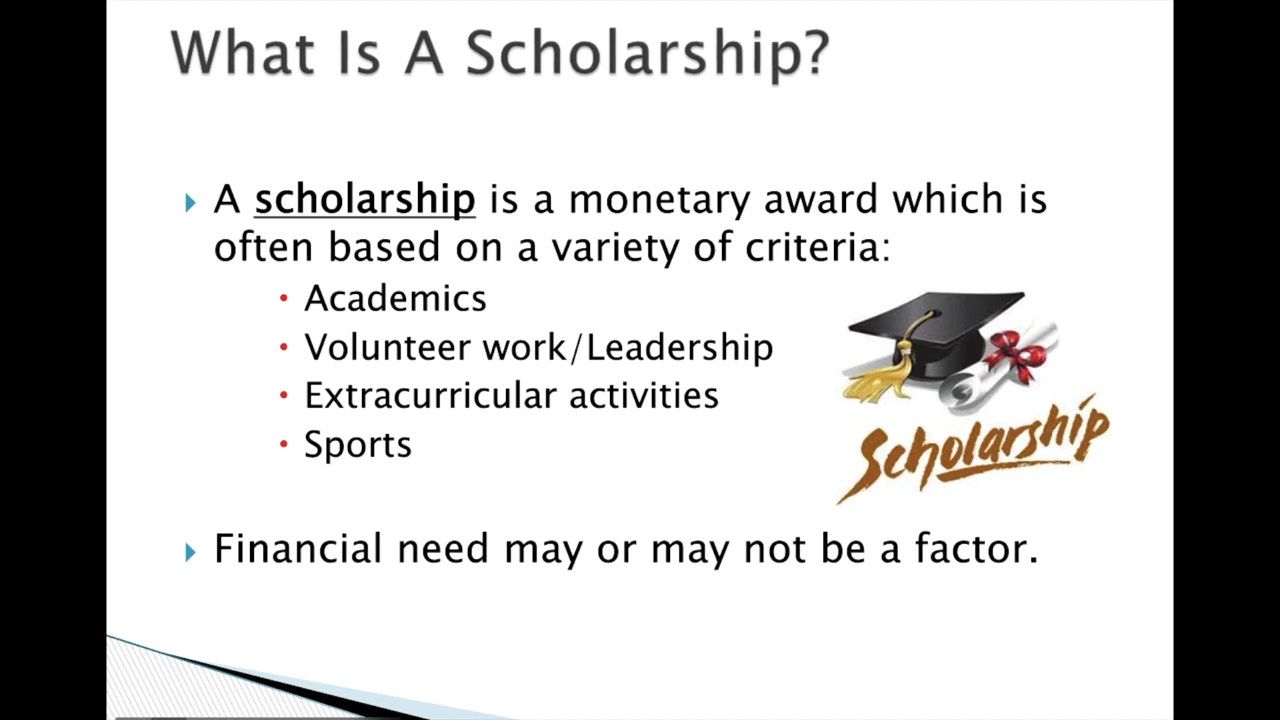 What Is A Scholarship?
A scholarship is a monetary award which is
often based on a variety of criteria:
Academics
Volunteer work/Leadership
Extracurricular activities
Sports
Scholarship
Financial need may or may not be a factor.